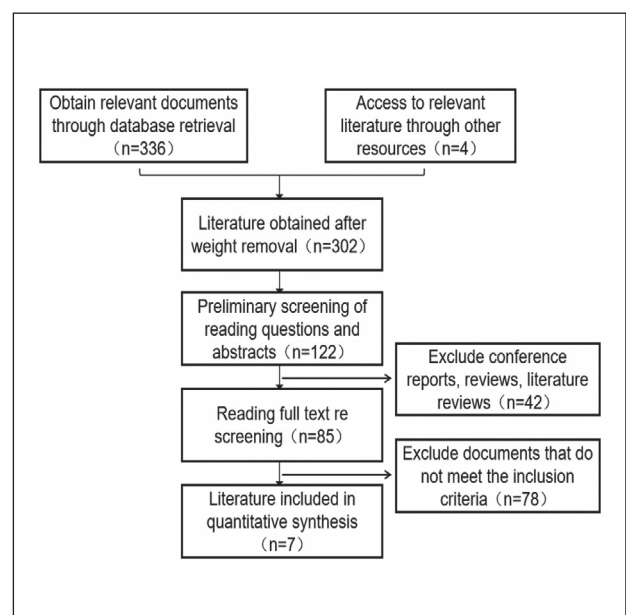 Obtain relevant documents
through database retrieval
（n=336）
Access to relevant
literature through other
resources（n=4）
Literature obtained after
weight removal（n=302）
Preliminary screening of
reading questions and
abstracts（n=122）
Exclude conference
reports, reviews, literature
reviews（n=42）
Reading full text re
screening（n=85）
Exclude documents that do
not meet the inclusion
criteria（n=78）
Literature included in
quantitative synthesis
（n=7）